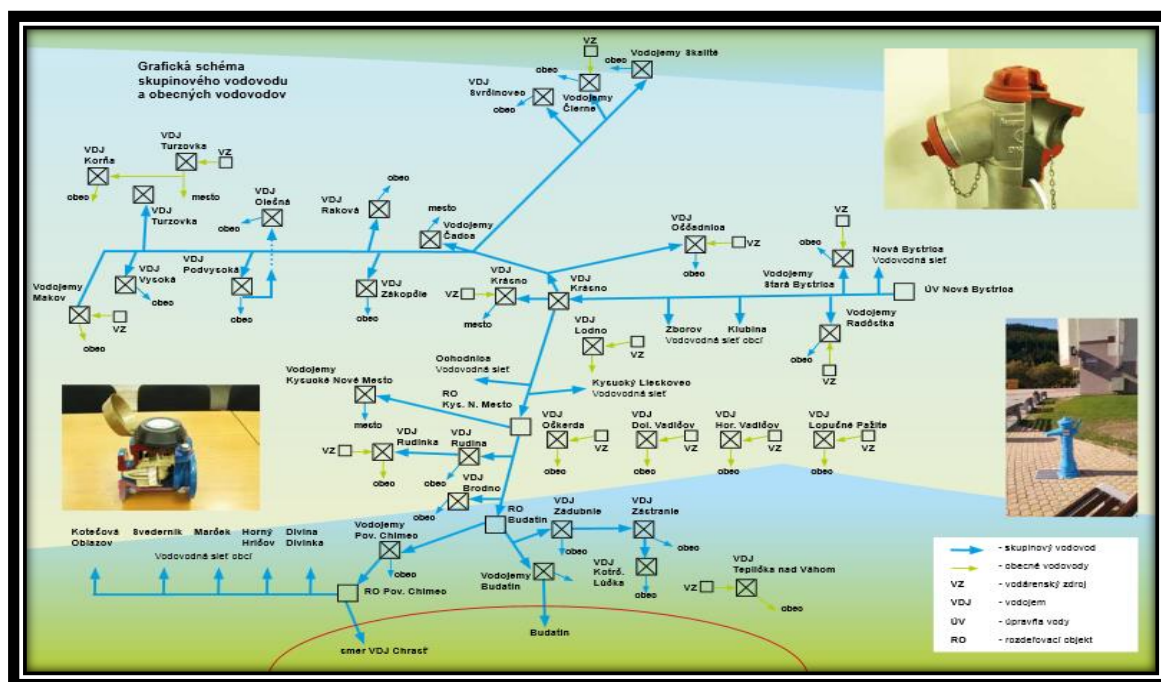 Grafická schéma
skupinového vodovodu
a obecných vodovodov
VZ
Vodojemy Skalité
obec
obec
VDJ
Svrčinovec
Vodojemy
Čierne
obec
VDJ
Turzovka
VZ
VDJ
Korňa
obec
mesto
VDJ
Turzovka
VDJ
Olešná
obec
VDJ
Raková
obec
mesto
Vodojemy
Čadca
VDJ
Oščadnica
VZ
obec
VZ
obec
Nová Bystrica
Vodovodná sieť
VDJ
Vysoká
obec
VDJ
Podvysoká
obec
VDJ
Zákopčie
obec
VDJ
Krásno
VZ
mesto
VDJ
Krásno
Vodojemy
Stará Bystrica
ÚV Nová Bystrica
Vodojemy
Makov
VZ
obec
Zborov
Klubina
Vodovodná sieť obcí
Vodojemy
Radôstka
obec
VZ
VDJ
Lodno
VZ
obec
Ochodnica
Vodovodná sieť
Kysucký Lieskovec
Vodovodná sieť
Vodojemy
Kysucké Nové Mesto
mesto
RO
Kys. N. Mesto
VDJ
Oškerda
VZ
obec
VDJ
Dol. Vadičov
VZ
obec
VDJ
Hor. Vadičov
VZ
obec
VDJ
Lopušné Pažite
VZ
obec
VDJ
Rudinka
VZ
obec
VDJ
Rudina
obec
VDJ
Brodno
obec
RO
Budatín
VDJ
Zádubnie
obec
VDJ
Zástranie
obec
VDJ
Kotrč.
Lúčka
obec
Kotešová
Oblazov
Svederník
Marček
Horný
Hričov
Divina
Divinka
Vodovodná sieť obcí
Vodojemy
Pov. Chlmec
obec
RO Pov. Chlmec
Vodojemy
Budatín
Budatín
smer VDJ Chrasť
VDJ
Teplička nad Váhom
VZ
obec
- skupinový vodovod
- obecné vodovody
VZ - vodárenský zdroj
VDJ - vodojem
ÚV - úpravňa vody
RO - rozdeľovací objekt